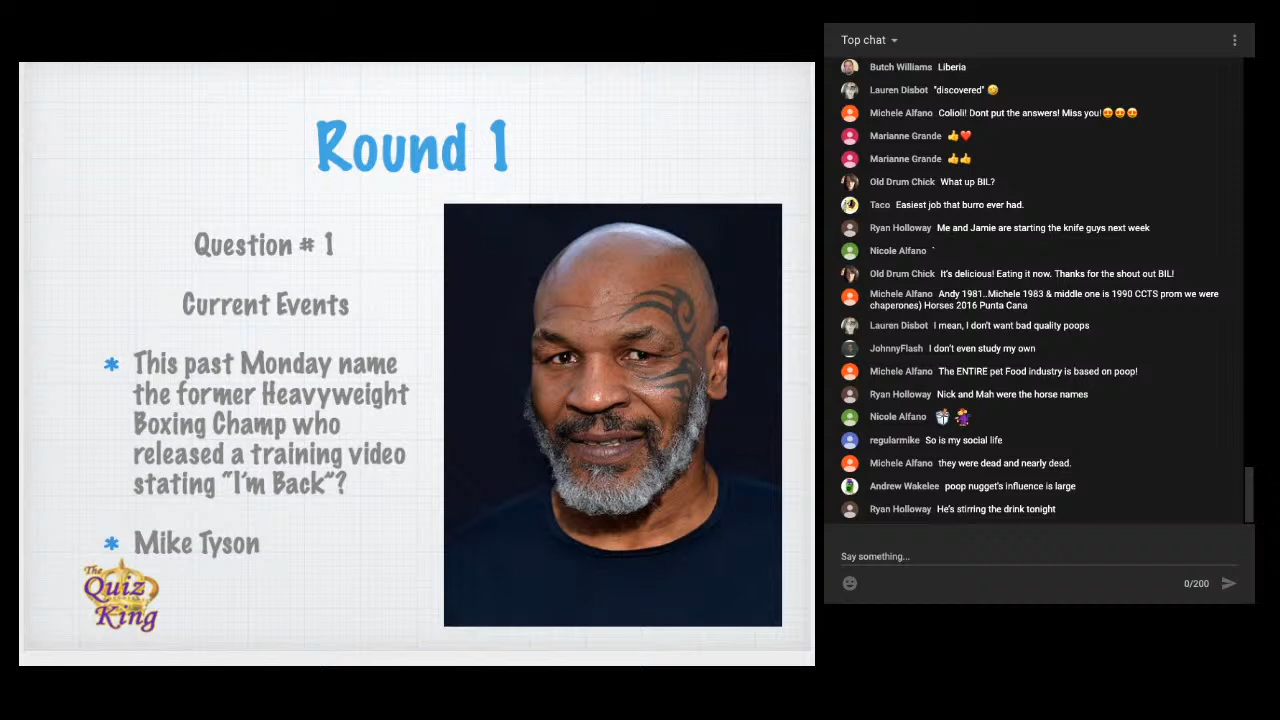 Round 1
Question # 1
Current Events
* This past Monday name
the former Heavyweight
Boxing Champ who
released a training video
stating “I’m Back”?
* Mike Tyson
The
Quiz
King
Top chat
Butch Williams Liberia
Lauren Disbot "discovered" 🤣
Michele Alfano Colioli! Dont put the answers! Miss you!😍😍😍
Marianne Grande 👍❤️
Marianne Grande 👍👍
Old Drum Chick What up BIL?
Taco Easiest job that burro ever had.
Ryan Holloway Me and Jamie are starting the knife guys next week
Nicole Alfano `
Old Drum Chick It's delicious! Eating it now. Thanks for the shout out BIL!
Michele Alfano Andy 1981..Michele 1983 & middle one is 1990 CCTS prom we were
chaperones) Horses 2016 Punta Cana
Lauren Disbot I mean, I don't want bad quality poops
JohnnyFlash I don't even study my own
Michele Alfano The ENTIRE pet Food industry is based on poop!
Ryan Holloway Nick and Mah were the horse names
Nicole Alfano
regularmike So is my social life
Michele Alfano they were dead and nearly dead.
Andrew Wakelee poop nugget's influence is large
Ryan Holloway He's stirring the drink tonight
Say something...
0/200